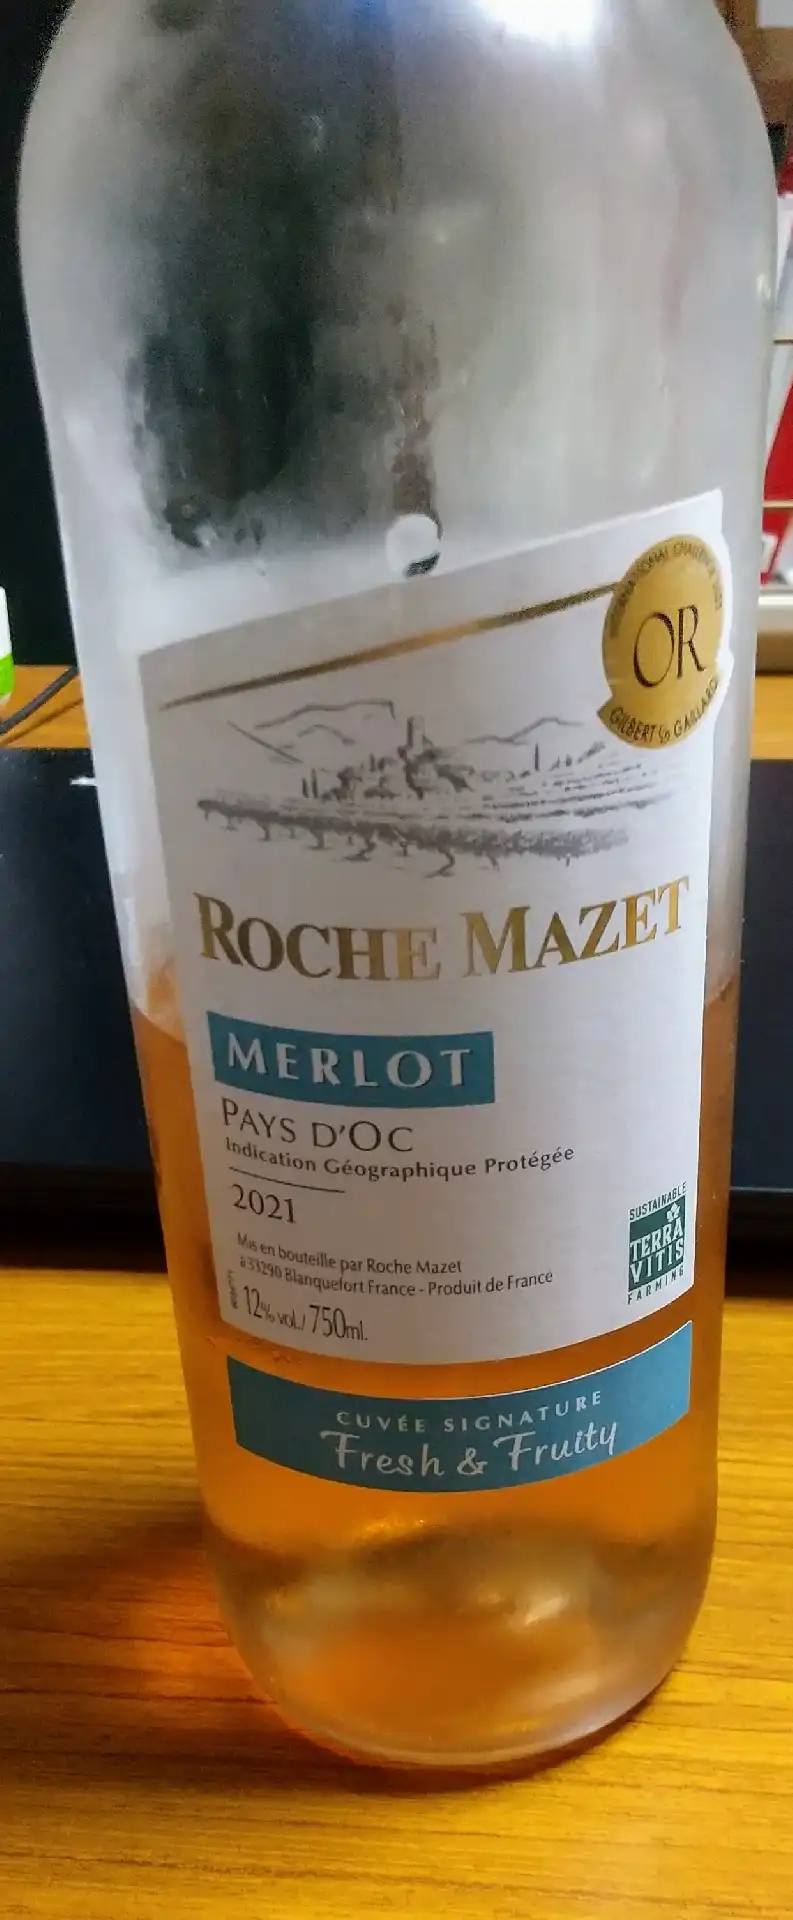 OR
GILBERT & GAILLARD
ROCHE MAZET
MERLOT
PAYS D'OC
Indication Géographique Protégée
2021
Mis en bouteille par Roche Mazet
à 33290 Blanquefort France - Produit de France
12% vol./750ml.
SUSTAINABLE
TERRA
VITIS
FARMING
CUVÉE SIGNATURE
Fresh & Fruity